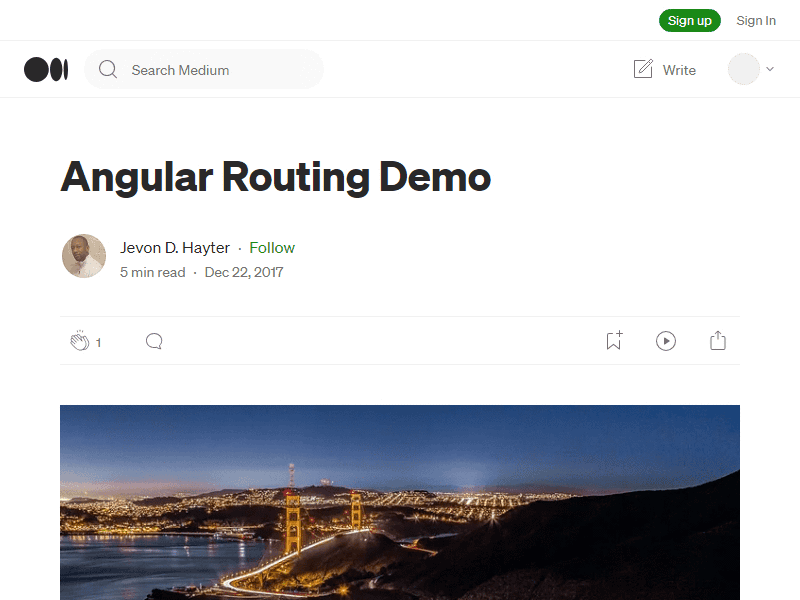 Sign up Sign In
Search Medium Write
Angular Routing Demo
Jevon D. Hayter · Follow
5 min read · Dec 22, 2017
1